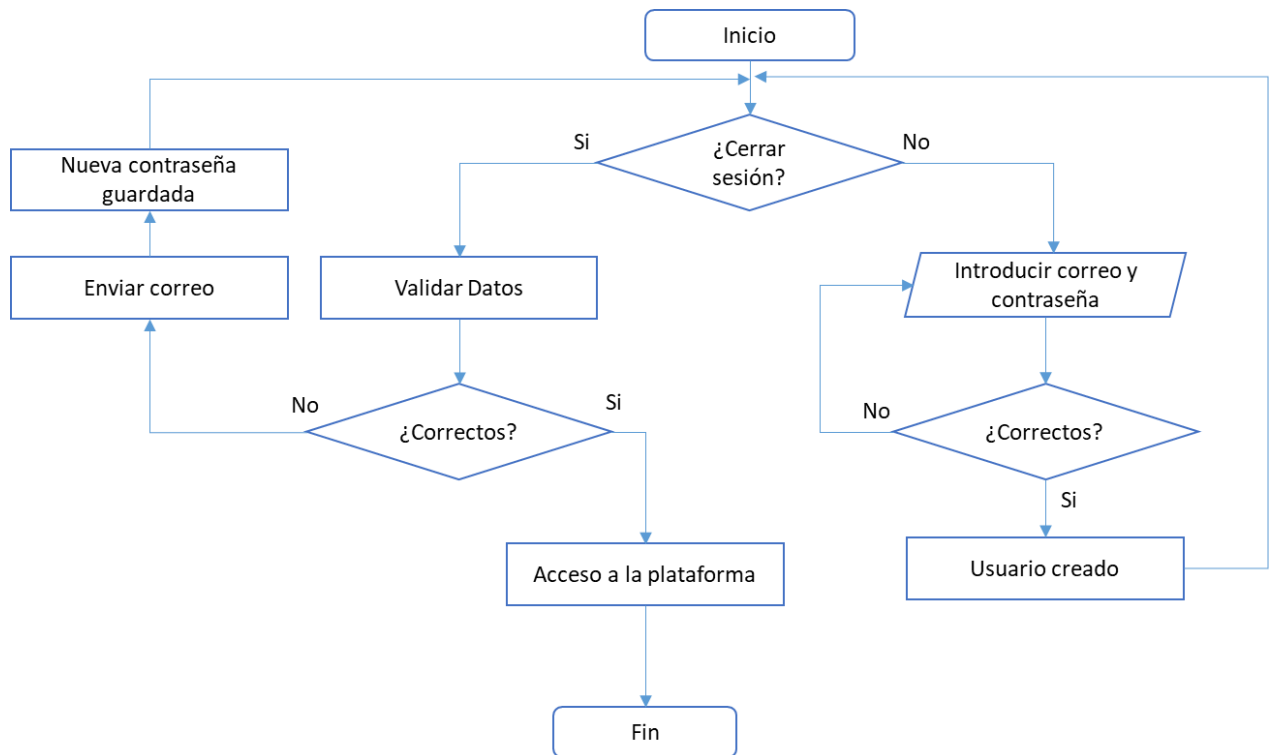 Inicio
Si
¿Cerrar
sesión?
No
Nueva contraseña
guardada
Enviar correo
Validar Datos
Introducir correo y
contraseña
No
¿Correctos?
Si
No
¿Correctos?
Si
Acceso a la plataforma
Usuario creado
Fin